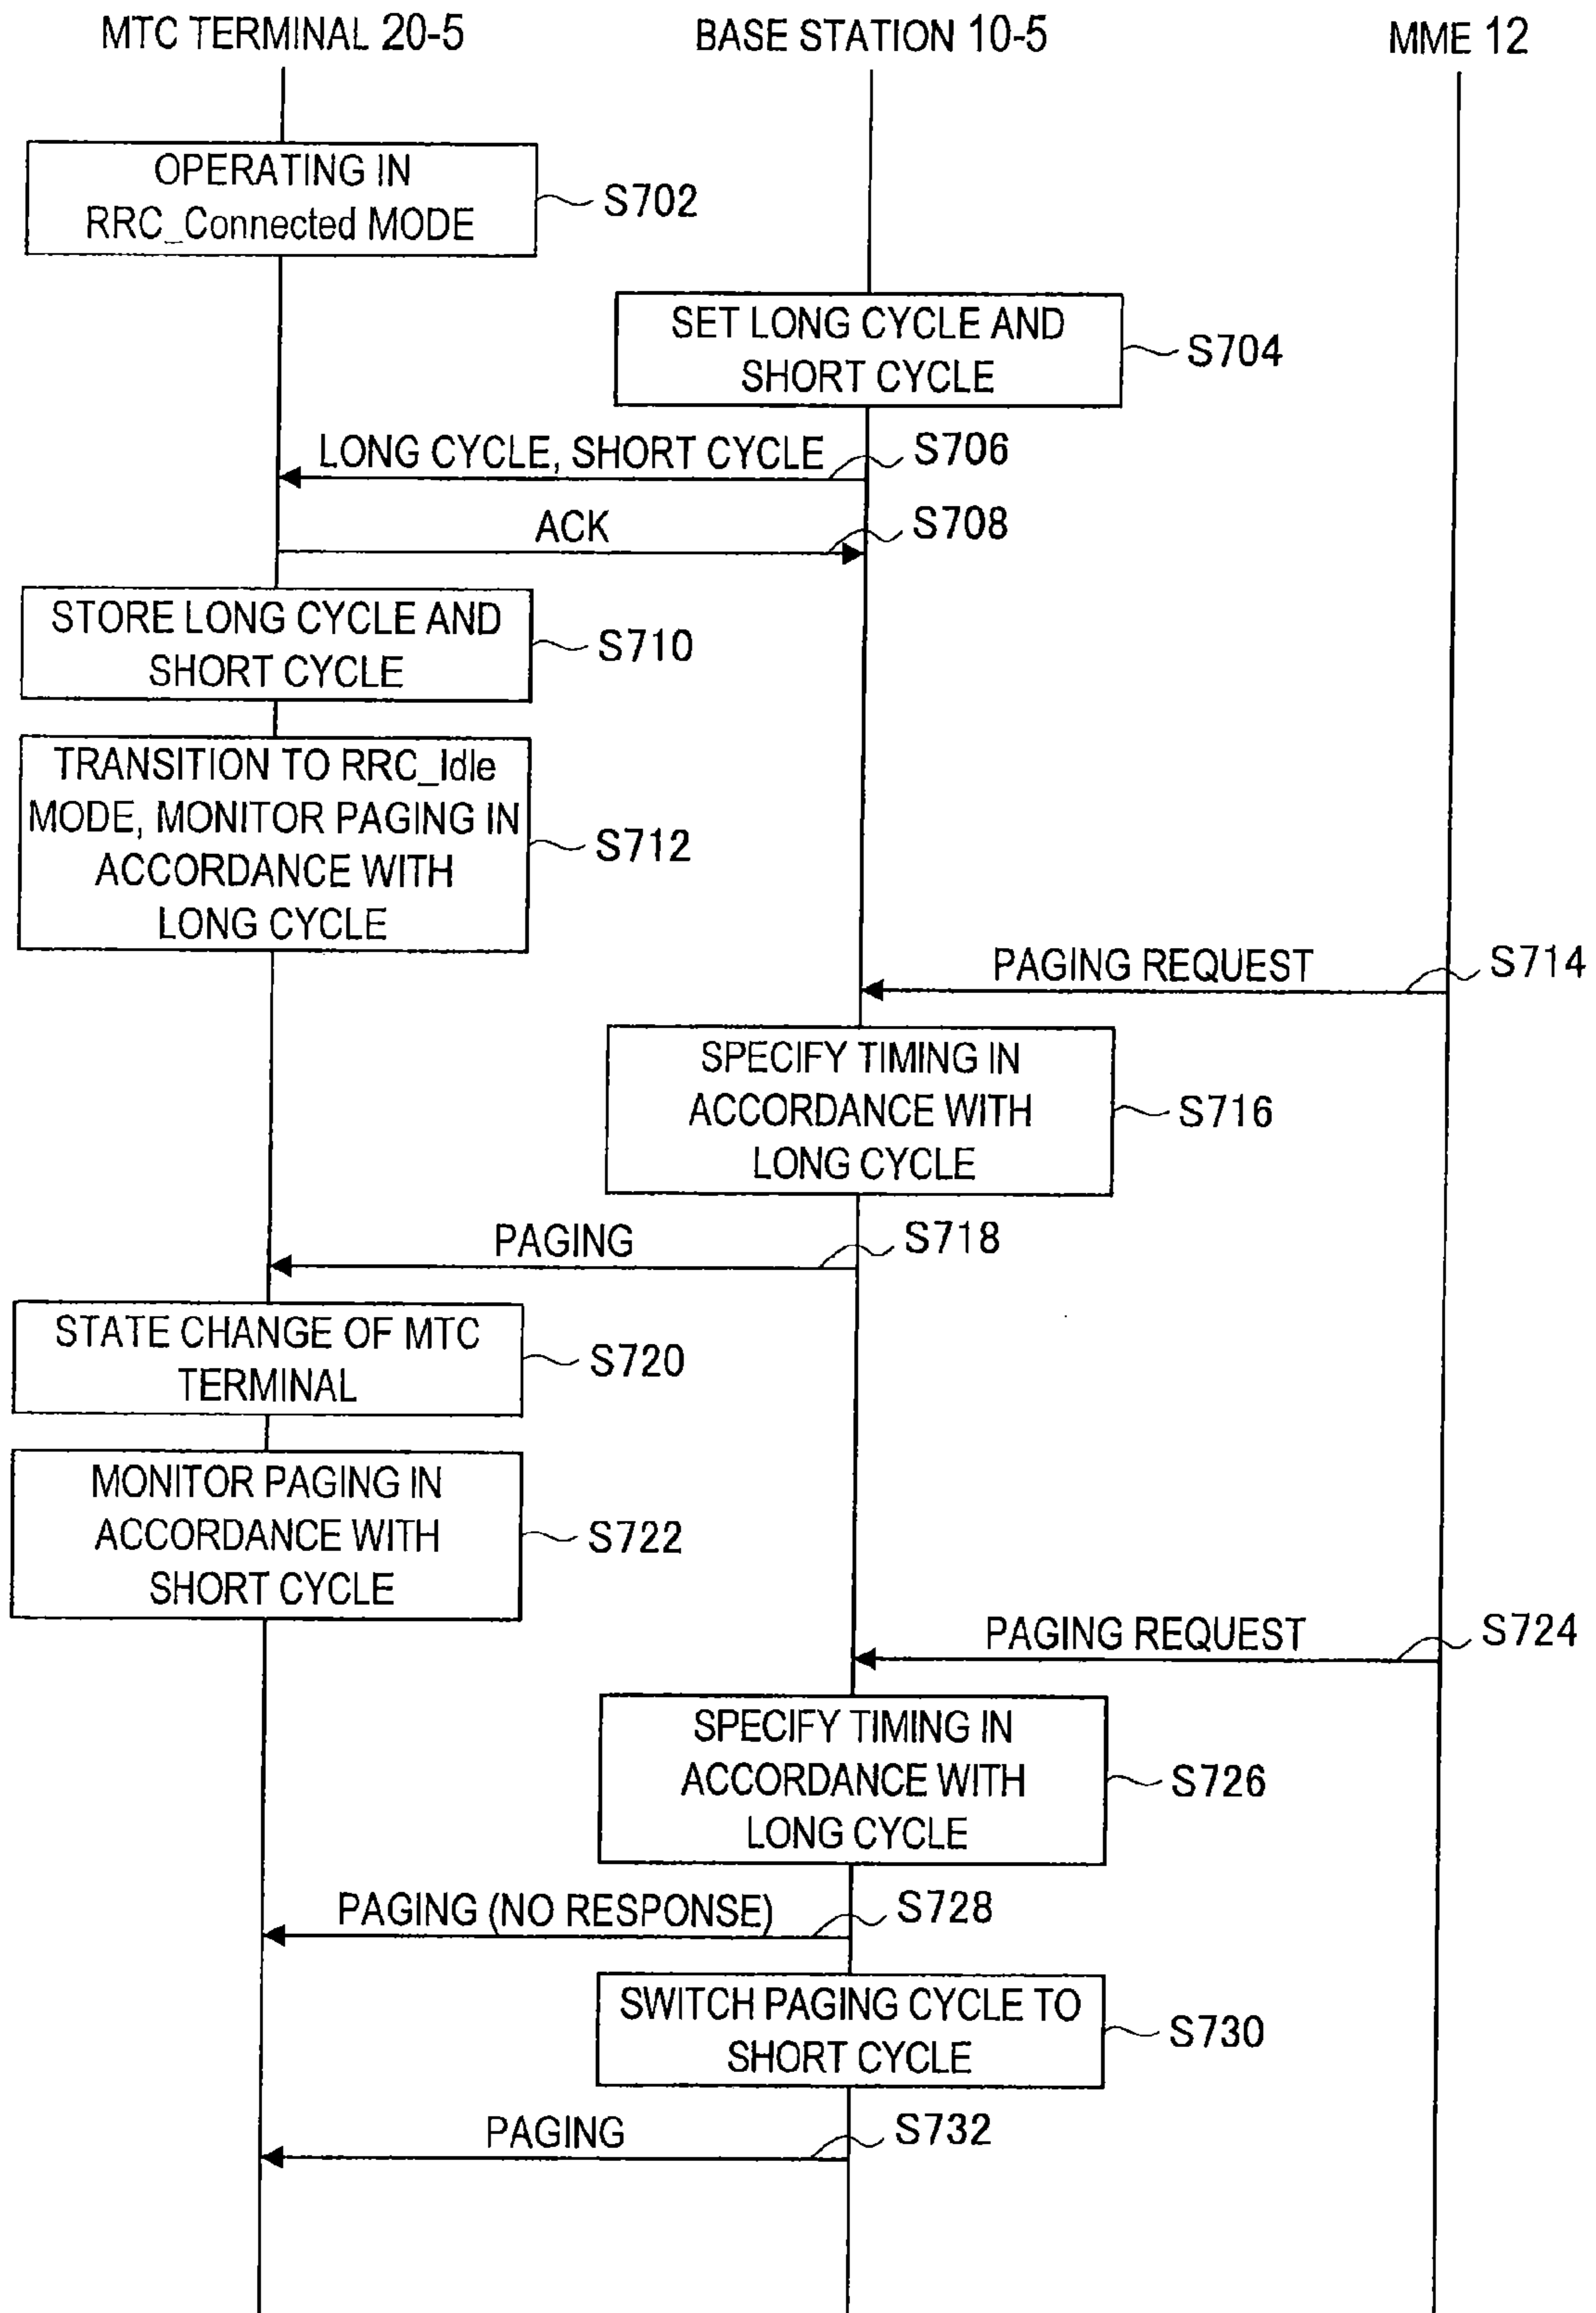 MTC TERMINAL 20-5
BASE STATION 10-5
MME 12
OPERATING IN
RRC_Connected MODE
S702
SET LONG CYCLE AND
SHORT CYCLE
S704
LONG CYCLE, SHORT CYCLE
S706
ACK
S708
STORE LONG CYCLE AND
SHORT CYCLE
S710
TRANSITION TO RRC_Idle
MODE, MONITOR PAGING IN
ACCORDANCE WITH
LONG CYCLE
S712
PAGING REQUEST
S714
SPECIFY TIMING IN
ACCORDANCE WITH
LONG CYCLE
S716
PAGING
S718
STATE CHANGE OF MTC
TERMINAL
S720
MONITOR PAGING IN
ACCORDANCE WITH
SHORT CYCLE
S722
PAGING REQUEST
S724
SPECIFY TIMING IN
ACCORDANCE WITH
LONG CYCLE
S726
PAGING (NO RESPONSE)
S728
SWITCH PAGING CYCLE TO
SHORT CYCLE
S730
PAGING
S732